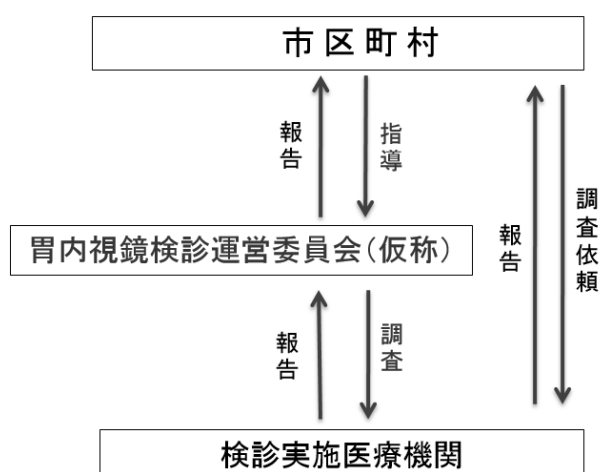 市区町村
報告
指導
調査依頼
報告
胃内視鏡検診運営委員会（仮称）
報告
調査
検診実施医療機関